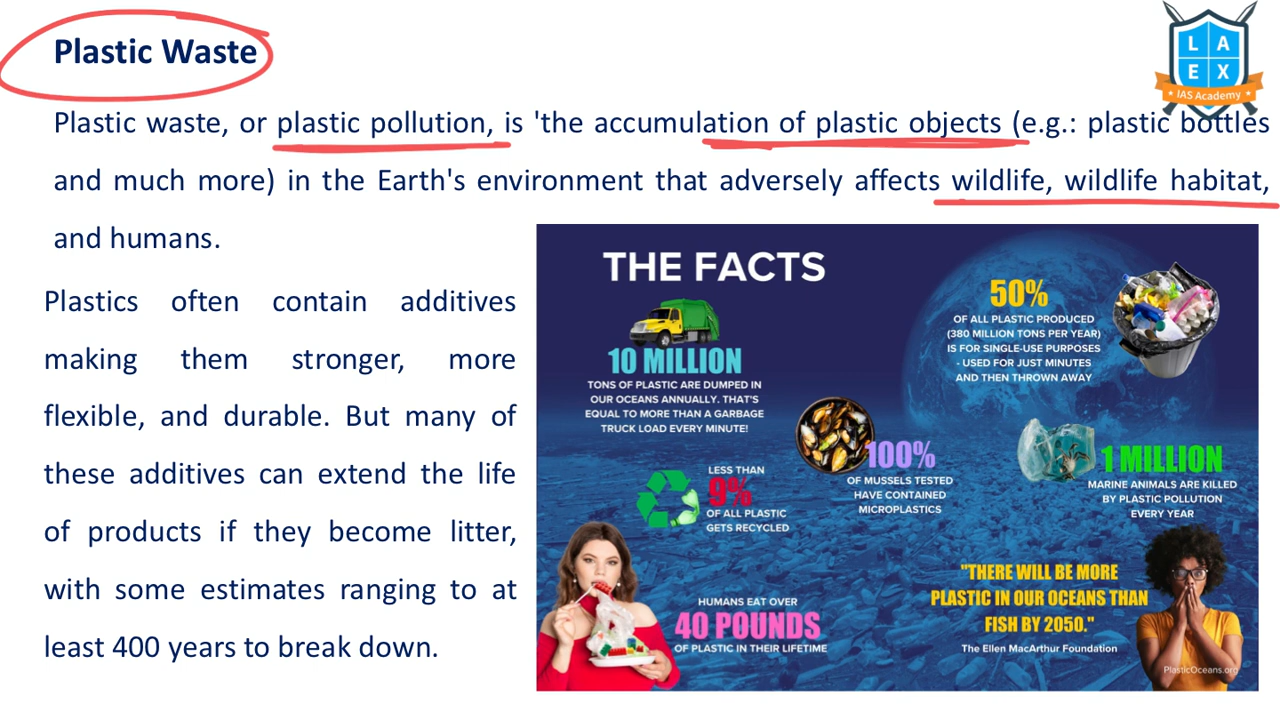 Plastic Waste
L A
E X
IAS Academy
Plastic waste, or plastic pollution, is 'the accumulation of plastic objects (e.g.: plastic bottles
and much more) in the Earth's environment that adversely affects wildlife, wildlife habitat,
and humans.
Plastics often contain additives
making them stronger, more
flexible, and durable. But many of
these additives can extend the life
of products if they become litter,
with some estimates ranging to at
least 400 years to break down.
THE FACTS
10 MILLION
TONS OF PLASTIC ARE DUMPED IN
OUR OCEANS ANNUALLY. THAT'S
EQUAL TO MORE THAN A GARBAGE
TRUCK LOAD EVERY MINUTE!
50%
OF ALL PLASTIC PRODUCED
(380 MILLION TONS PER YEAR)
IS FOR SINGLE-USE PURPOSES
- USED FOR JUST MINUTES
AND THEN THROWN AWAY
100%
OF MUSSELS TESTED
HAVE CONTAINED
MICROPLASTICS
1 MILLION
MARINE ANIMALS ARE KILLED
BY PLASTIC POLLUTION
EVERY YEAR
LESS THAN
9%
OF ALL PLASTIC
GETS RECYCLED
HUMANS EAT OVER
40 POUNDS
OF PLASTIC IN THEIR LIFETIME
"THERE WILL BE MORE
PLASTIC IN OUR OCEANS THAN
FISH BY 2050."
The Ellen MacArthur Foundation
PlasticOceans.org